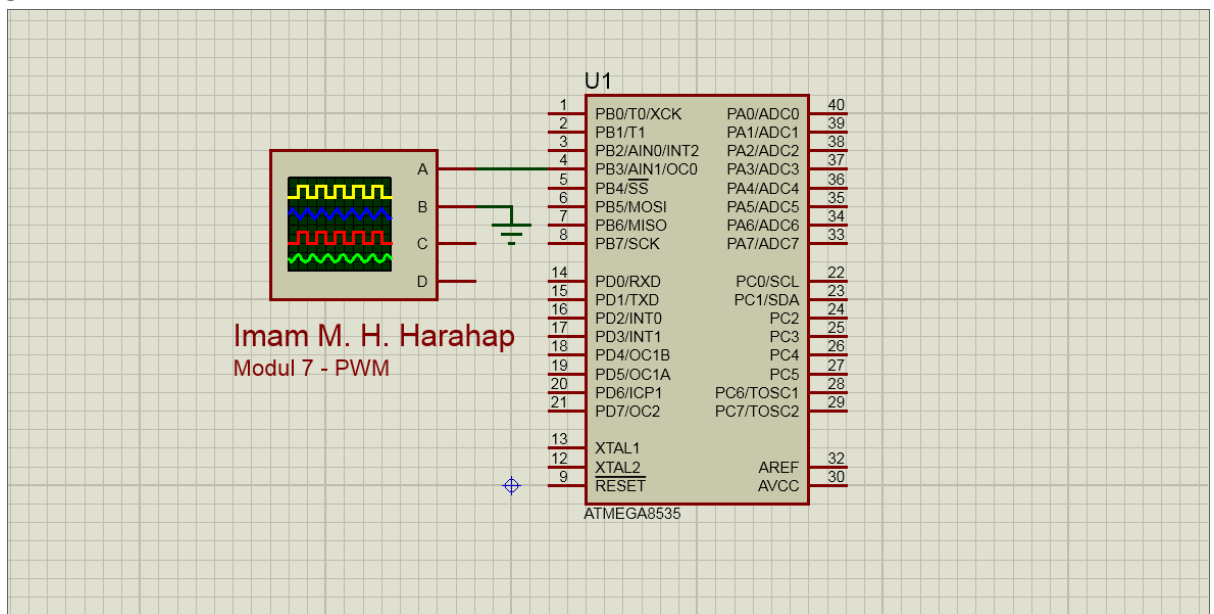 U1
1 PB0/T0/XCK PA0/ADC0 40
2 PB1/T1 PA1/ADC1 39
3 PB2/AIN0/INT2 PA2/ADC2 38
A 4 PB3/AIN1/OC0 PA3/ADC3 37
5 PB4/SS PA4/ADC4 36
B 6 PB5/MOSI PA5/ADC5 35
7 PB6/MISO PA6/ADC6 34
C 8 PB7/SCK PA7/ADC7 33
D 14 PD0/RXD PC0/SCL 22
15 PD1/TXD PC1/SDA 23
16 PD2/INT0 PC2 24
Imam M. H. Harahap 17 PD3/INT1 PC3 25
18 PD4/OC1B PC4 26
Modul 7 - PWM 19 PD5/OC1A PC5 27
20 PD6/ICP1 PC6/TOSC1 28
21 PD7/OC2 PC7/TOSC2 29
13 XTAL1
12 XTAL2 AREF 32
9 RESET AVCC 30
ATMEGA8535